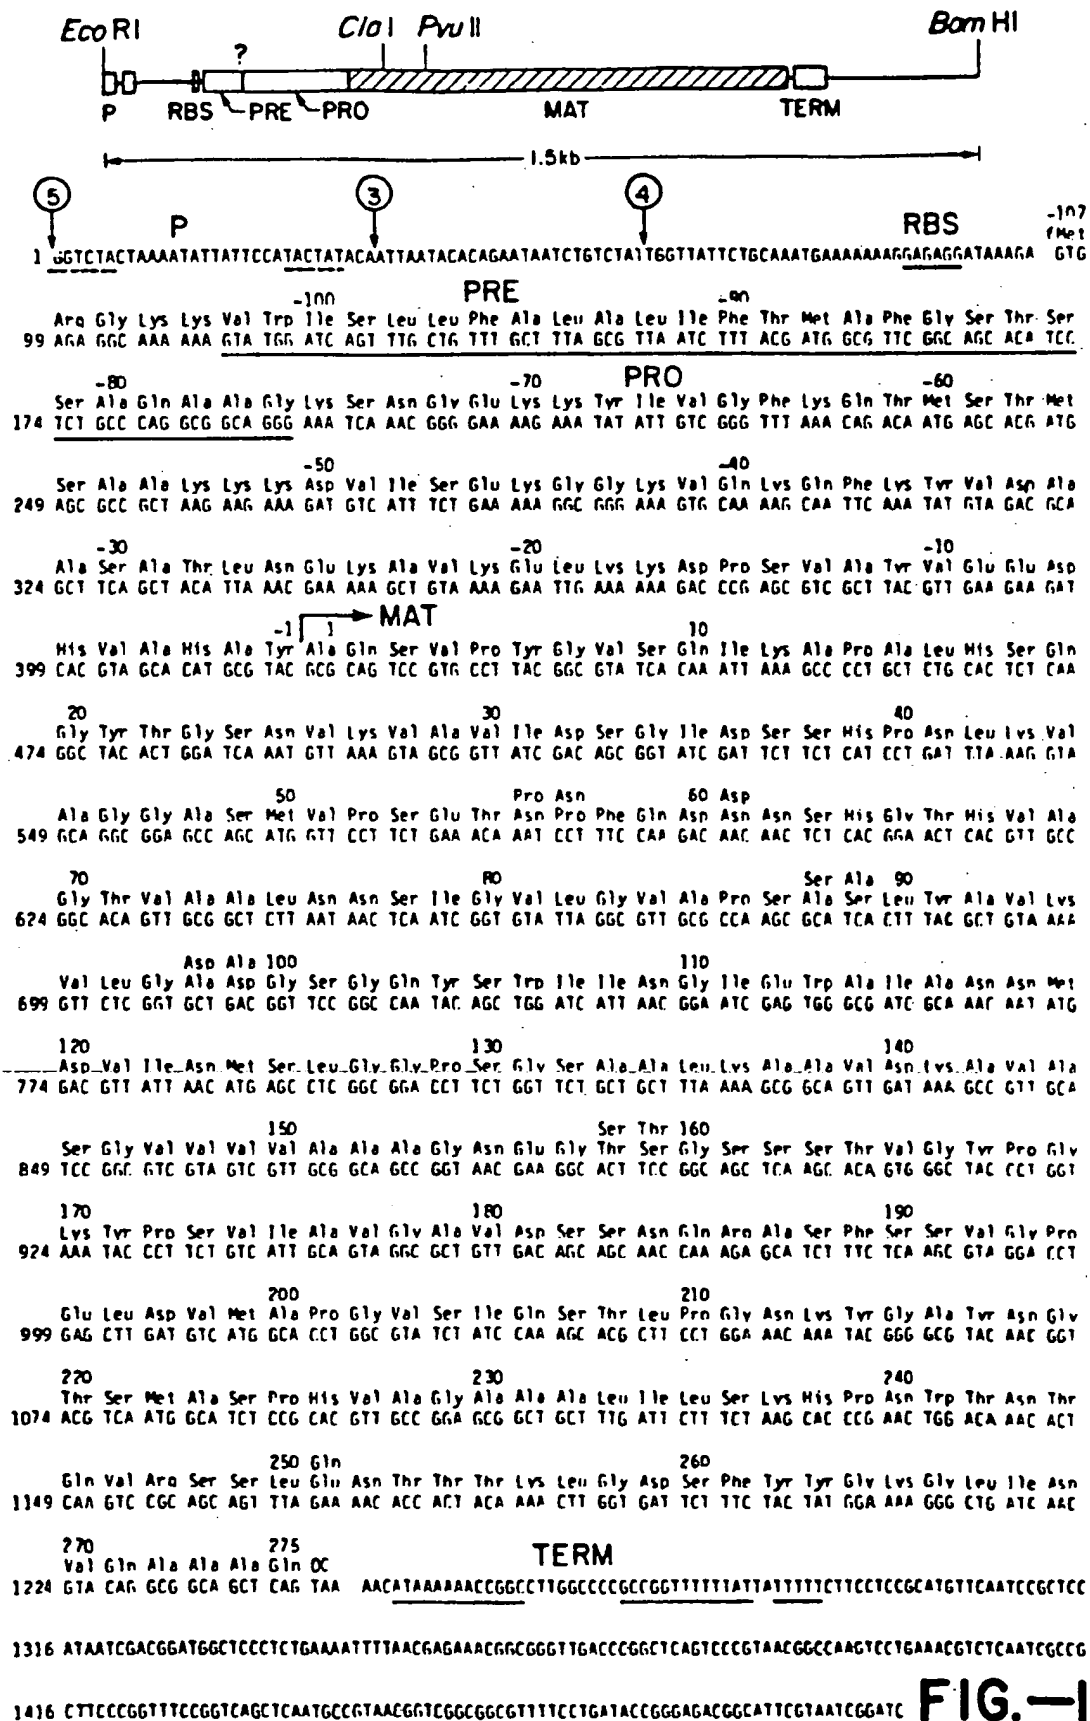 EcoRI ClaI PvuII BamHI
?
P RBS PRE PRO MAT TERM
1.5kb
5 3 4
P RBS -107
fMet
1 GGTCTACTAAAATATTATTCCATACTATACAATTAATACACAGAATAATCTGTCTATTGGTTATTCTGCAAATGAAAAAAAGGAGAGGATAAAGA GTG
PRE
-100 -90
Arg Gly Lys Lys Val Trp Ile Ser Leu Leu Phe Ala Leu Ala Leu Ile Phe Thr Met Ala Phe Gly Ser Thr Ser
99 AGA GGC AAA AAA GTA TGG ATC AGT TTG CTG TTT GCT TTA GCG TTA ATC TTT ACG ATG GCG TTC GGC AGC ACA TCC
PRO
-80 -70 -60
Ser Ala Gln Ala Ala Gly Lys Ser Asn Gly Glu Lys Lys Tyr Ile Val Gly Phe Lys Gln Thr Met Ser Thr Met
174 TCT GCC CAG GCG GCA GGG AAA TCA AAC GGG GAA AAG AAA TAT ATT GTC GGG TTT AAA CAG ACA ATG AGC ACG ATG
-50 -40
Ser Ala Ala Lys Lys Lys Asp Val Ile Ser Glu Lys Gly Gly Lys Val Gln Lys Gln Phe Lys Tyr Val Asp Ala
249 AGC GCC GCT AAG AAG AAA GAT GTC ATT TCT GAA AAA GGC GGG AAA GTG CAA AAG CAA TTC AAA TAT GTA GAC GCA
-30 -20 -10
Ala Ser Ala Thr Leu Asn Glu Lys Ala Val Lys Glu Leu Lys Lys Asp Pro Ser Val Ala Tyr Val Glu Glu Asp
324 GCT TCA GCT ACA TTA AAC GAA AAA GCT GTA AAA GAA TTG AAA AAA GAC CCG AGC GTC GCT TAC GTT GAA GAA GAT
-1 1 MAT 10
His Val Ala His Ala Tyr Ala Gln Ser Val Pro Tyr Gly Val Ser Gln Ile Lys Ala Pro Ala Leu His Ser Gln
399 CAC GTA GCA CAT GCG TAC GCG CAG TCC GTG CCT TAC GGC GTA TCA CAA ATT AAA GCC CCT GCT CTG CAC TCT CAA
20 30 40
Gly Tyr Thr Gly Ser Asn Val Lys Val Ala Val Ile Asp Ser Gly Ile Asp Ser Ser His Pro Asn Leu Lys Val
474 GGC TAC ACT GGA TCA AAT GTT AAA GTA GCG GTT ATC GAC AGC GGT ATC GAT TCT TCT CAT CCT GAT TTA AAG GTA
50 Pro Asn 60 Asp
Ala Gly Gly Ala Ser Met Val Pro Ser Glu Thr Asn Pro Phe Gln Asp Asn Asn Ser His Gly Thr His Val Ala
549 GCA GGC GGA GCC AGC ATG GTT CCT TCT GAA ACA AAT CCT TTC CAA GAC AAC AAC TCT CAC GGA ACT CAC GTT GCC
70 80 Ser Ala 90
Gly Thr Val Ala Ala Leu Asn Asn Ser Ile Gly Val Leu Gly Val Ala Pro Ser Ala Ser Leu Tyr Ala Val Lys
624 GGC ACA GTT GCG GCT CTT AAT AAC TCA ATC GGT GTA TTA GGC GTT GCG CCA AGC GCA TCA CTT TAC GCT GTA AAA
Asp Ala 100 110
Val Leu Gly Ala Asp Gly Ser Gly Gln Tyr Ser Trp Ile Ile Asn Gly Ile Glu Trp Ala Ile Ala Asn Asn Met
699 GTT CTC GGT GCT GAC GGT TCC GGC CAA TAC AGC TGG ATC ATT AAC GGA ATC GAG TGG GCG ATC GCA AAC AAT ATG
120 130 140
Asp Val Ile Asn Met Ser Leu Gly Gly Pro Ser Gly Ser Ala Ala Leu Lys Ala Ala Val Asn Lys Ala Val Ala
774 GAC GTT ATT AAC ATG AGC CTC GGC GGA CCT TCT GGT TCT GCT GCT TTA AAA GCG GCA GTT GAT AAA GCC GTT GCA
150 Ser Thr 160
Ser Gly Val Val Val Val Ala Ala Ala Gly Asn Glu Gly Thr Ser Gly Ser Ser Ser Thr Val Gly Tyr Pro Gly
849 TCC GGC GTC GTA GTC GTT GCG GCA GCC GGT AAC GAA GGC ACT TCC GGC AGC TCA AGC ACA GTG GGC TAC CCT GGT
170 180 190
Lys Tyr Pro Ser Val Ile Ala Val Gly Ala Val Asp Ser Ser Asn Gln Arg Ala Ser Phe Ser Ser Val Gly Pro
924 AAA TAC CCT TCT GTC ATT GCA GTA GGC GCT GTT GAC AGC AGC AAC CAA AGA GCA TCT TTC TCA AGC GTA GGA CCT
200 210
Glu Leu Asp Val Met Ala Pro Gly Val Ser Ile Gln Ser Thr Leu Pro Gly Asn Lys Tyr Gly Ala Tyr Asn Gly
999 GAG CTT GAT GTC ATG GCA CCT GGC GTA TCT ATC CAA AGC ACG CTT CCT GGA AAC AAA TAC GGG GCG TAC AAC GGT
220 230 240
Thr Ser Met Ala Ser Pro His Val Ala Gly Ala Ala Ala Leu Ile Leu Ser Lys His Pro Asn Trp Thr Asn Thr
1074 ACG TCA ATG GCA TCT CCG CAC GTT GCC GGA GCG GCT GCT TTG ATT CTT TCT AAG CAC CCG AAC TGG ACA AAC ACT
250 Gln 260
Gln Val Arg Ser Ser Leu Glu Asn Thr Thr Thr Lys Leu Gly Asp Ser Phe Tyr Tyr Gly Lys Gly Leu Ile Asn
1149 CAA GTC CGC AGC AGT TTA GAA AAC ACC ACT ACA AAA CTT GGT GAT TCT TTC TAC TAT GGA AAA GGG CTG ATC AAC
270 275 TERM
Val Gln Ala Ala Ala Gln OC
1224 GTA CAG GCG GCA GCT CAG TAA AACATAAAAAACCGGCCTTGGCCCCGCCGGTTTTTTATTATTTTTCTTCCTCCGCATGTTCAATCCGCTCC
1316 ATAATCGACGGATGGCTCCCTCTGAAAATTTTAACGAGAAACGGCGGGTTGACCCGGCTCAGTCCCGTAACGGCCAAGTCCTGAAACGTCTCAATCGCCG
1416 CTTCCCGGTTTCCGGTCAGCTCAATGCCGTAACGGTCGGCGGCGTTTTCCTGATACCGGGAGACGGCATTCGTAATCGGATC FIG.—1